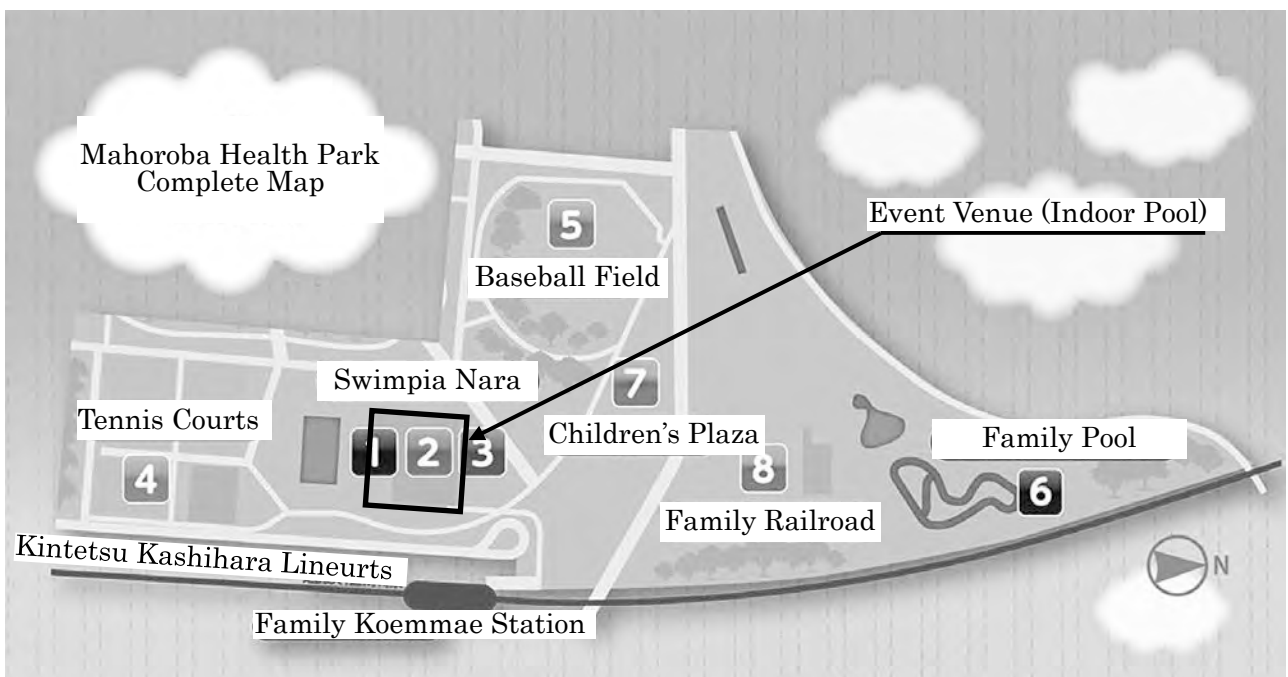 Mahoroba Health Park
Complete Map
Event Venue (Indoor Pool)
5
Baseball Field
Swimpia Nara
7
Tennis Courts
Children's Plaza
Family Pool
1
2
3
4
8
6
Family Railroad
Kintetsu Kashihara Lineurts
N
Family Koemmae Station